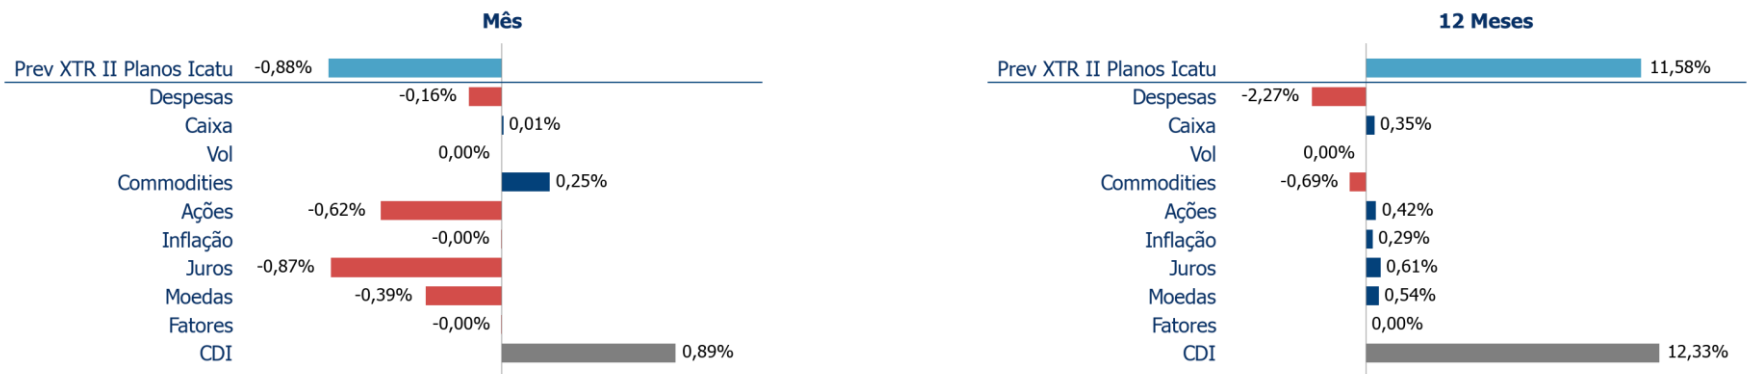 Mês
Prev XTR II Planos Icatu -0,88%
Despesas -0,16%
Caixa 0,01%
Vol 0,00%
Commodities 0,25%
Ações -0,62%
Inflação -0,00%
Juros -0,87%
Moedas -0,39%
Fatores -0,00%
CDI 0,89%
12 Meses
Prev XTR II Planos Icatu 11,58%
Despesas -2,27%
Caixa 0,35%
Vol 0,00%
Commodities -0,69%
Ações 0,42%
Inflação 0,29%
Juros 0,61%
Moedas 0,54%
Fatores 0,00%
CDI 12,33%